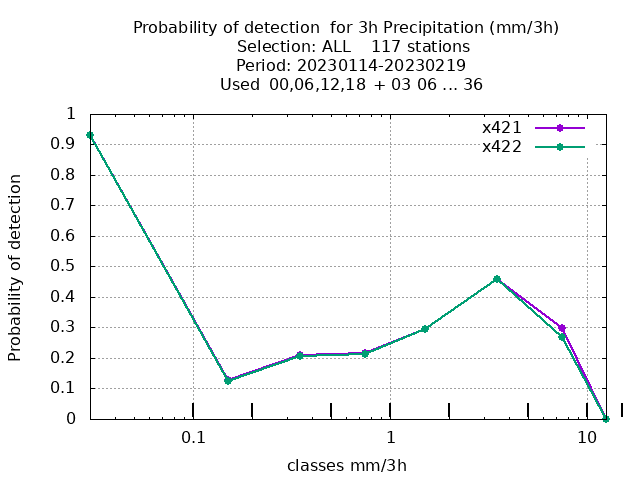 Probability of detection  for 3h Precipitation (mm/3h)
Selection: ALL    117 stations
Period: 20230114-20230219
Used  00,06,12,18  + 03 06 ... 36
x421
x422
1
0.9
0.8
0.7
0.6
0.5
0.4
0.3
0.2
0.1
0
Probability of detection
0.1 1 10
classes mm/3h